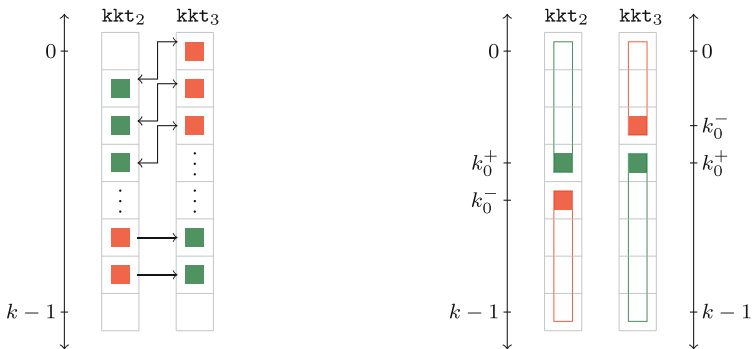 kkt₂ kkt₃ kkt₂ kkt₃
0 0 0
k₀⁻
k₀⁺ k₀⁺
⋮ ⋮ k₀⁻
k − 1 k − 1 k − 1